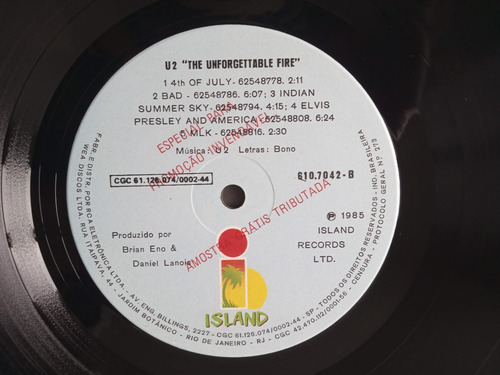 U2 "THE UNFORGETTABLE FIRE"
1 4th OF JULY- 62548778. 2:11
2 BAD - 62548786. 6:07; 3 INDIAN
SUMMER SKY- 62548794. 4:15; 4 ELVIS
PRESLEY AND AMERICA- 62548808. 6:24
5 MLK - 62548816. 2:30
Música: U2 Letras: Bono
ESPECIAL PARA
PROMOÇÃO INVENDÁVEL
AMOSTRA GRÁTIS TRIBUTADA
CGC 61.126.074/0002-44
610.7042-B
Produzido por
Brian Eno &
Daniel Lanois
℗ 1985
ISLAND
RECORDS
LTD.
ISLAND
FABR. E DISTR. POR RCA ELETRÔNICA LTDA. - AV. ENG. BILLINGS, 2227 - CGC 61.126.074/0002-44 - SP - TODOS OS DIREITOS RESERVADOS - IND. BRASILEIRA
WEA DISCOS LTDA. RUA ITAIPAVA, 44 - JARDIM BOTÂNICO - RIO DE JANEIRO - RJ - CGC 42.470.112/0001-56 - CENSURA - PROTOCOLO GERAL Nº 273